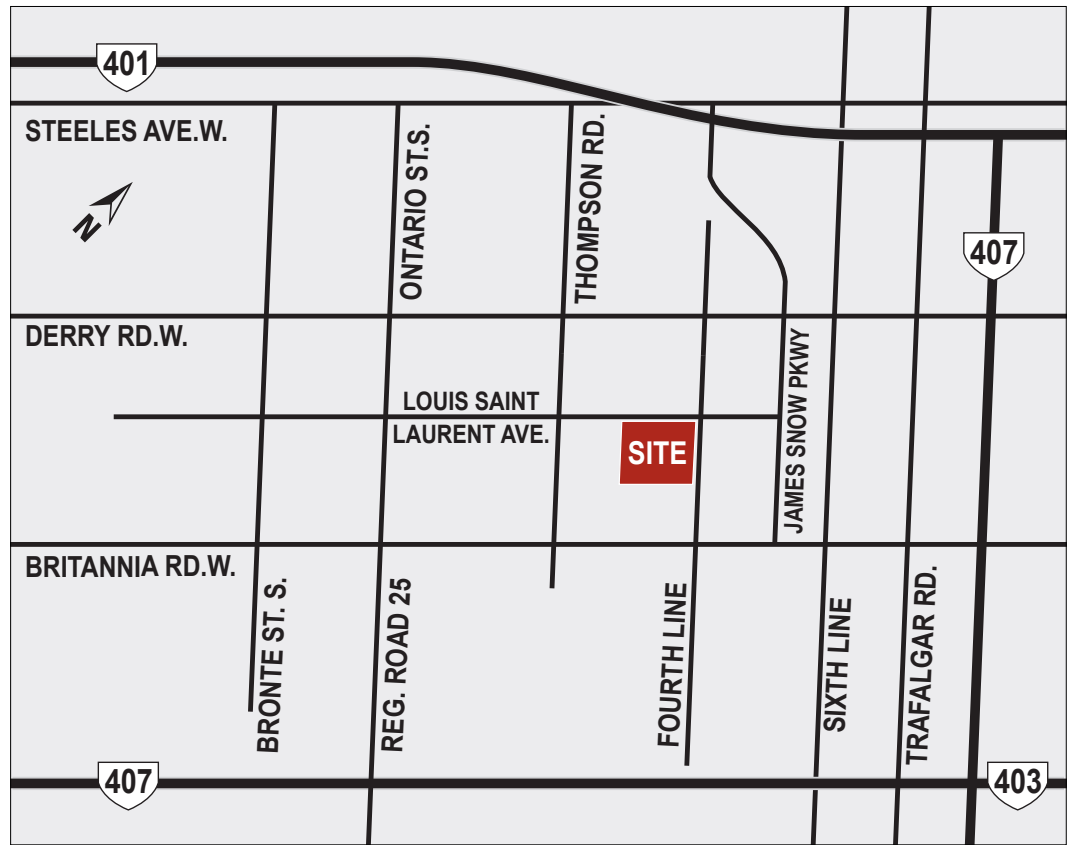 401
STEELES AVE.W.
ONTARIO ST.S.
THOMPSON RD.
N
407
DERRY RD.W.
JAMES SNOW PKWY
LOUIS SAINT
LAURENT AVE.
SITE
BRITANNIA RD.W.
BRONTE ST. S.
REG. ROAD 25
FOURTH LINE
SIXTH LINE
TRAFALGAR RD.
407
403